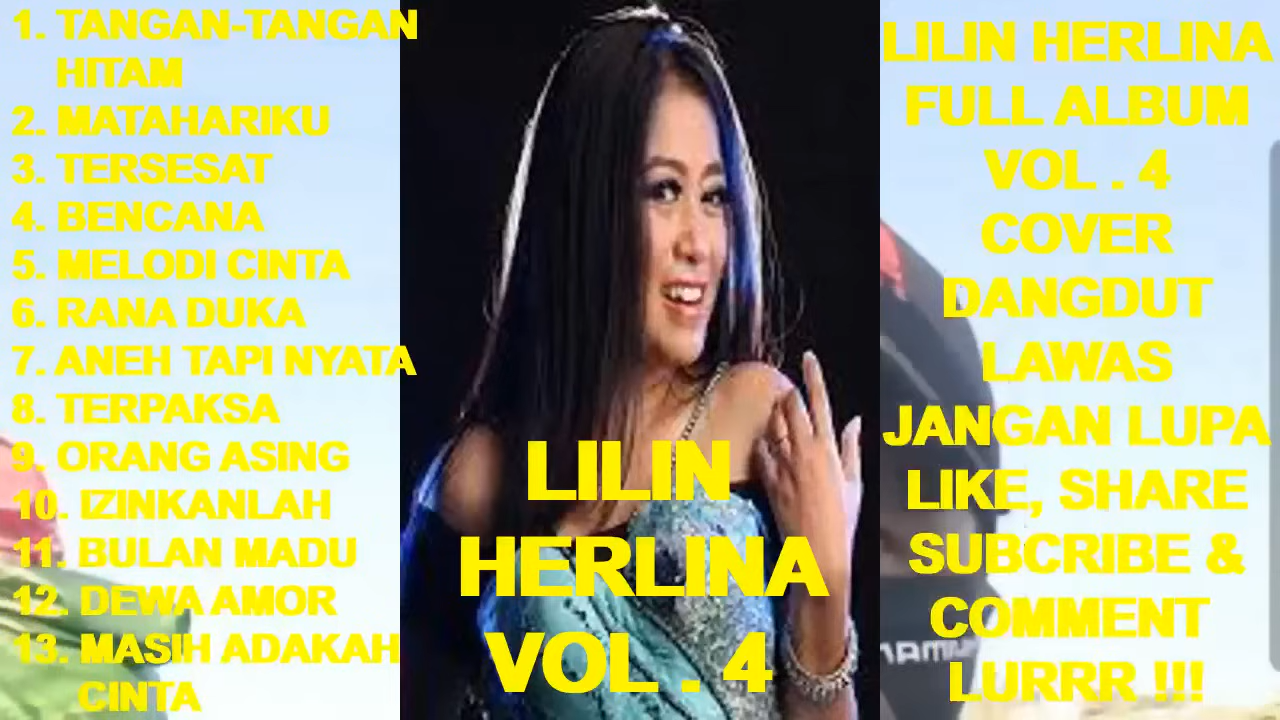 1. TANGAN-TANGAN
HITAM
2. MATAHARIKU
3. TERSESAT
4. BENCANA
5. MELODI CINTA
6. RANA DUKA
7. ANEH TAPI NYATA
8. TERPAKSA
9. ORANG ASING
10. IZINKANLAH
11. BULAN MADU
12. DEWA AMOR
13. MASIH ADAKAH
CINTA
LILIN
HERLINA
VOL . 4
LILIN HERLINA
FULL ALBUM
VOL . 4
COVER
DANGDUT
LAWAS
JANGAN LUPA
LIKE, SHARE
SUBCRIBE &
COMMENT
LURRR !!!